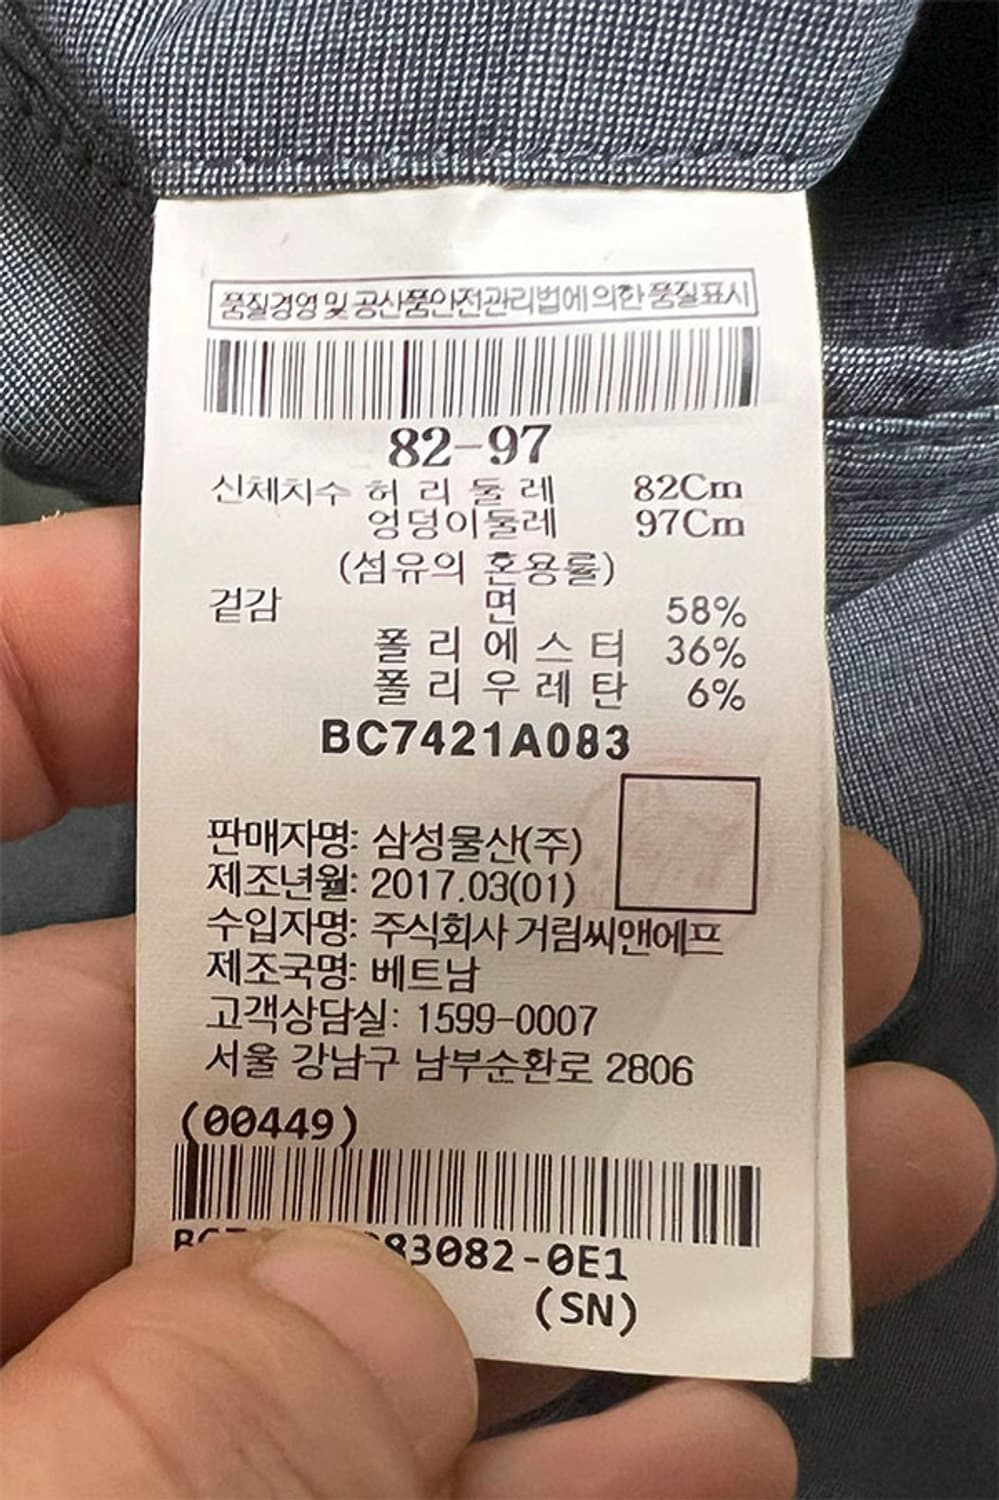 품질경영 및 공산품안전관리법에 의한 품질표시
82-97
신체치수 허 리 둘 레 82Cm
엉덩이둘레 97Cm
(섬유의 혼용률)
겉감 면 58%
폴 리 에 스 터 36%
폴 리 우 레 탄 6%
BC7421A083
판매자명: 삼성물산(주)
제조년월: 2017.03(01)
수입자명: 주식회사 거림씨앤에프
제조국명: 베트남
고객상담실: 1599-0007
서울 강남구 남부순환로 2806
(00449)
83082-0E1
(SN)